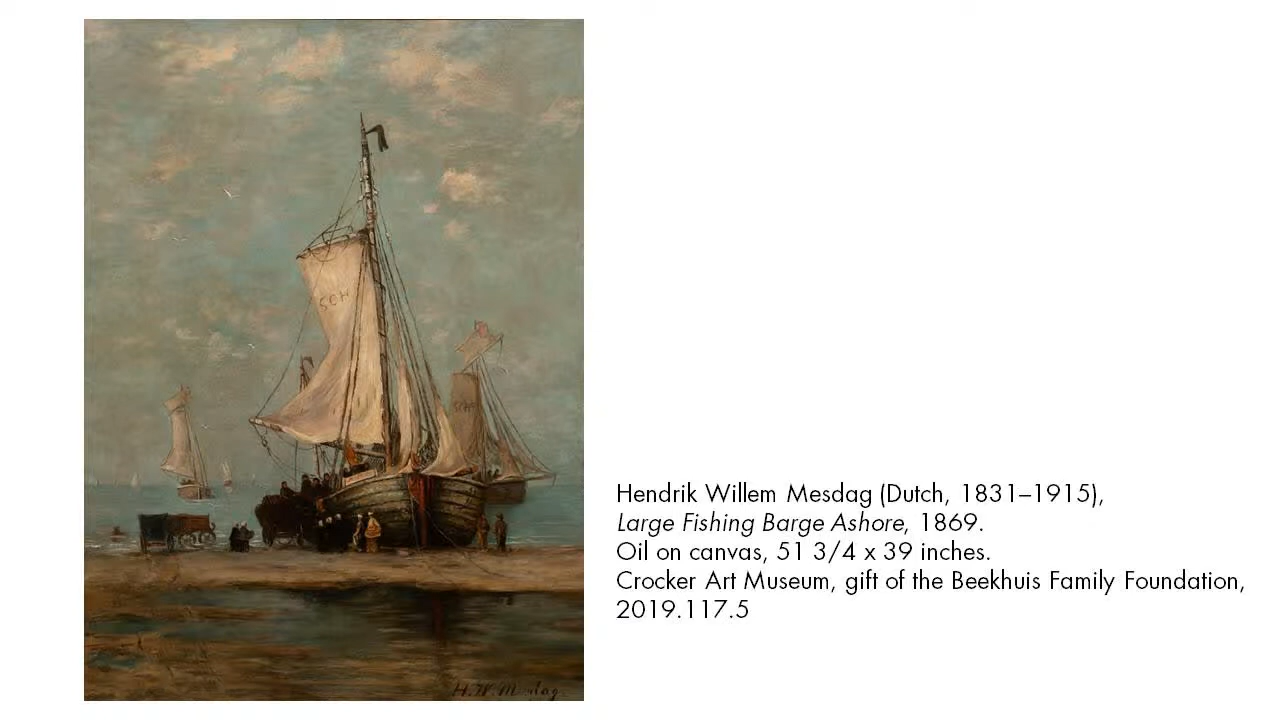 SCH
SCH
H.W. Mesdag
Hendrik Willem Mesdag (Dutch, 1831–1915),
Large Fishing Barge Ashore, 1869.
Oil on canvas, 51 3/4 x 39 inches.
Crocker Art Museum, gift of the Beekhuis Family Foundation,
2019.117.5